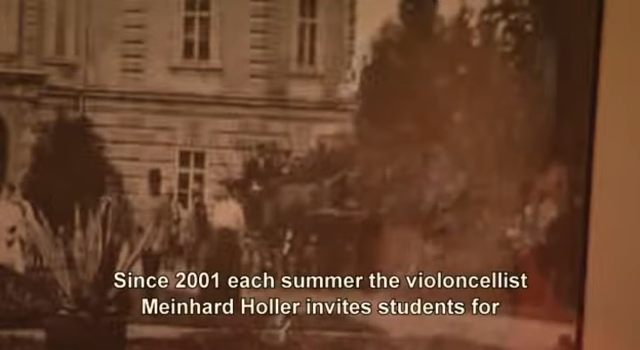 Since 2001 each summer the violoncellist
Meinhard Holler invites students for